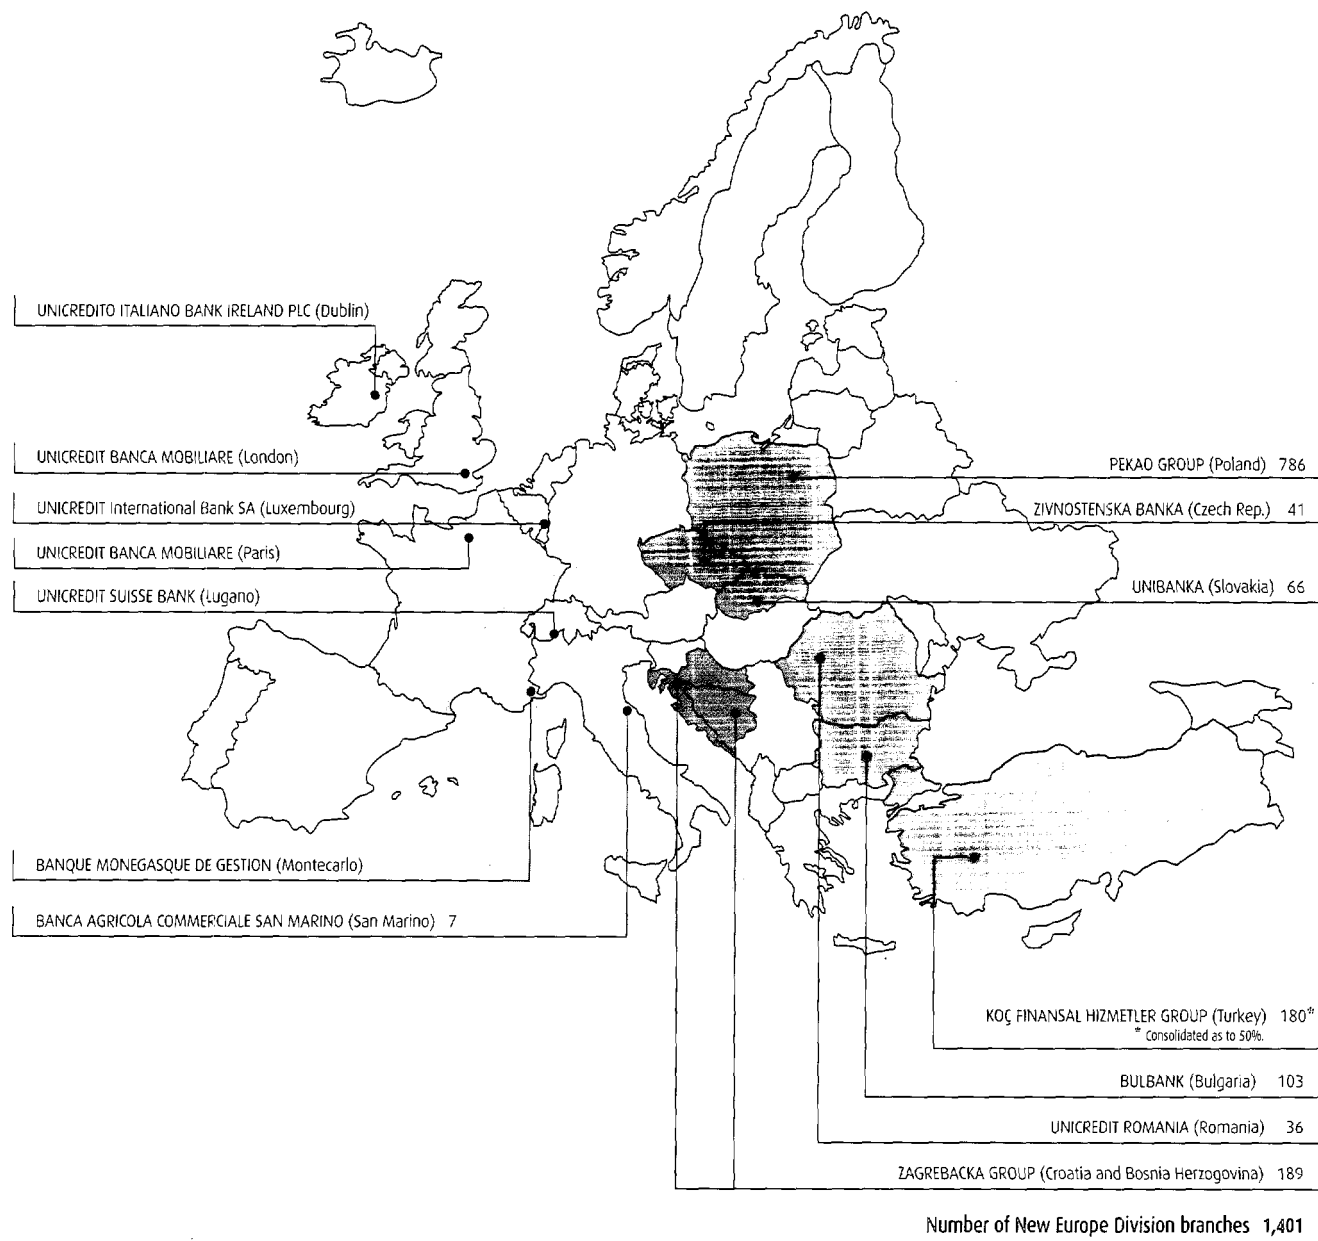 UNICREDITO ITALIANO BANK IRELAND PLC (Dublin)
UNICREDIT BANCA MOBILIARE (London)
UNICREDIT International Bank SA (Luxembourg)
UNICREDIT BANCA MOBILIARE (Paris)
UNICREDIT SUISSE BANK (Lugano)
BANQUE MONEGASQUE DE GESTION (Montecarlo)
BANCA AGRICOLA COMMERCIALE SAN MARINO (San Marino) 7
PEKAO GROUP (Poland) 786
ZIVNOSTENSKA BANKA (Czech Rep.) 41
UNIBANKA (Slovakia) 66
KOÇ FINANSAL HIZMETLER GROUP (Turkey) 180*
* Consolidated as to 50%.
BULBANK (Bulgaria) 103
UNICREDIT ROMANIA (Romania) 36
ZAGREBACKA GROUP (Croatia and Bosnia Herzogovina) 189
Number of New Europe Division branches 1,401